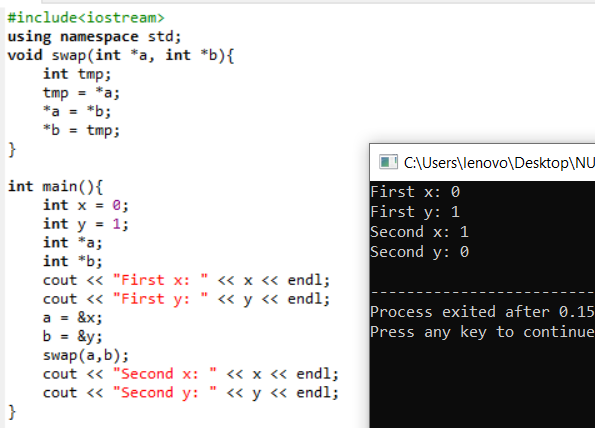 #include<iostream>
using namespace std;
void swap(int *a, int *b){
    int tmp;
    tmp = *a;
    *a = *b;
    *b = tmp;
}

int main(){
    int x = 0;
    int y = 1;
    int *a;
    int *b;
    cout << "First x: " << x << endl;
    cout << "First y: " << y << endl;
    a = &x;
    b = &y;
    swap(a,b);
    cout << "Second x: " << x << endl;
    cout << "Second y: " << y << endl;
}
C:\Users\lenovo\Desktop\NU
First x: 0
First y: 1
Second x: 1
Second y: 0

-------------------------
Process exited after 0.15
Press any key to continue